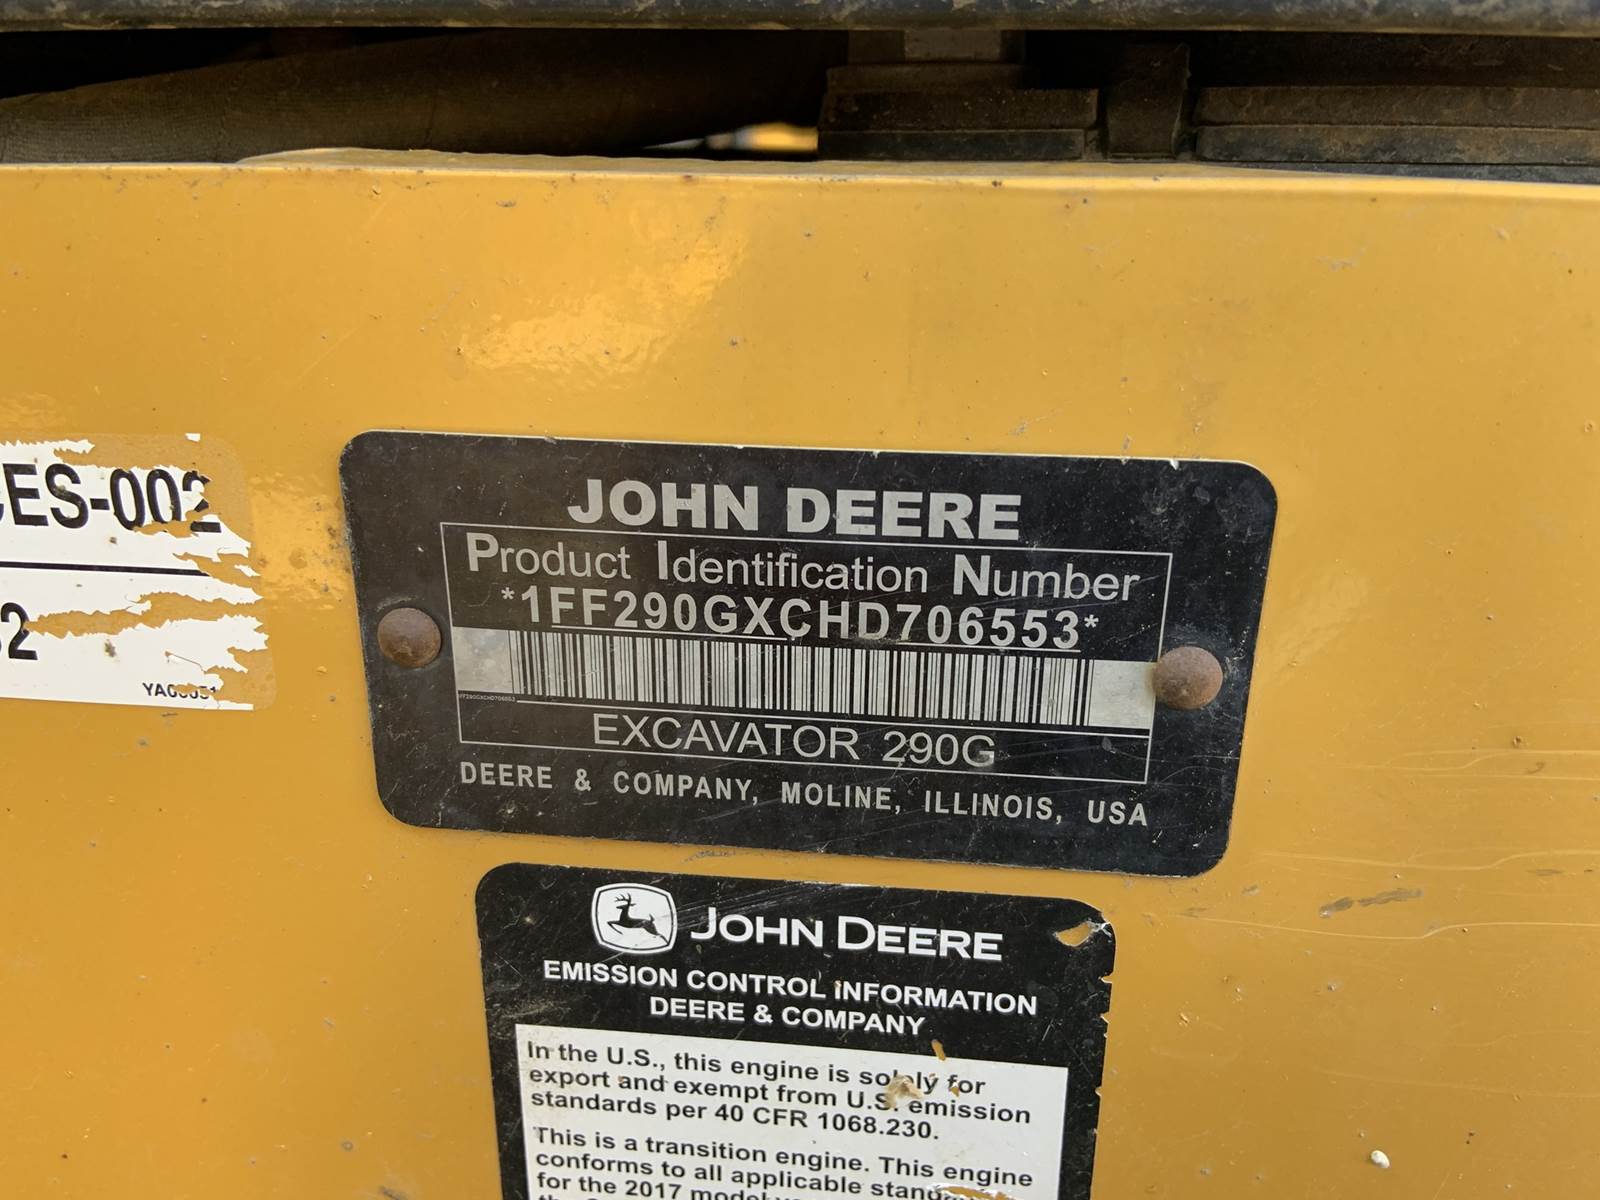 ES-002
2
JOHN DEERE
Product Identification Number
*1FF290GXCHD706553*
1FF290GXCHD706553
EXCAVATOR 290G
DEERE & COMPANY, MOLINE, ILLINOIS, USA
JOHN DEERE
EMISSION CONTROL INFORMATION
DEERE & COMPANY
In the U.S., this engine is solely for
export and exempt from U.S. emission
standards per 40 CFR 1068.230.
This is a transition engine. This engine
conforms to all applicable
for the 2017 model